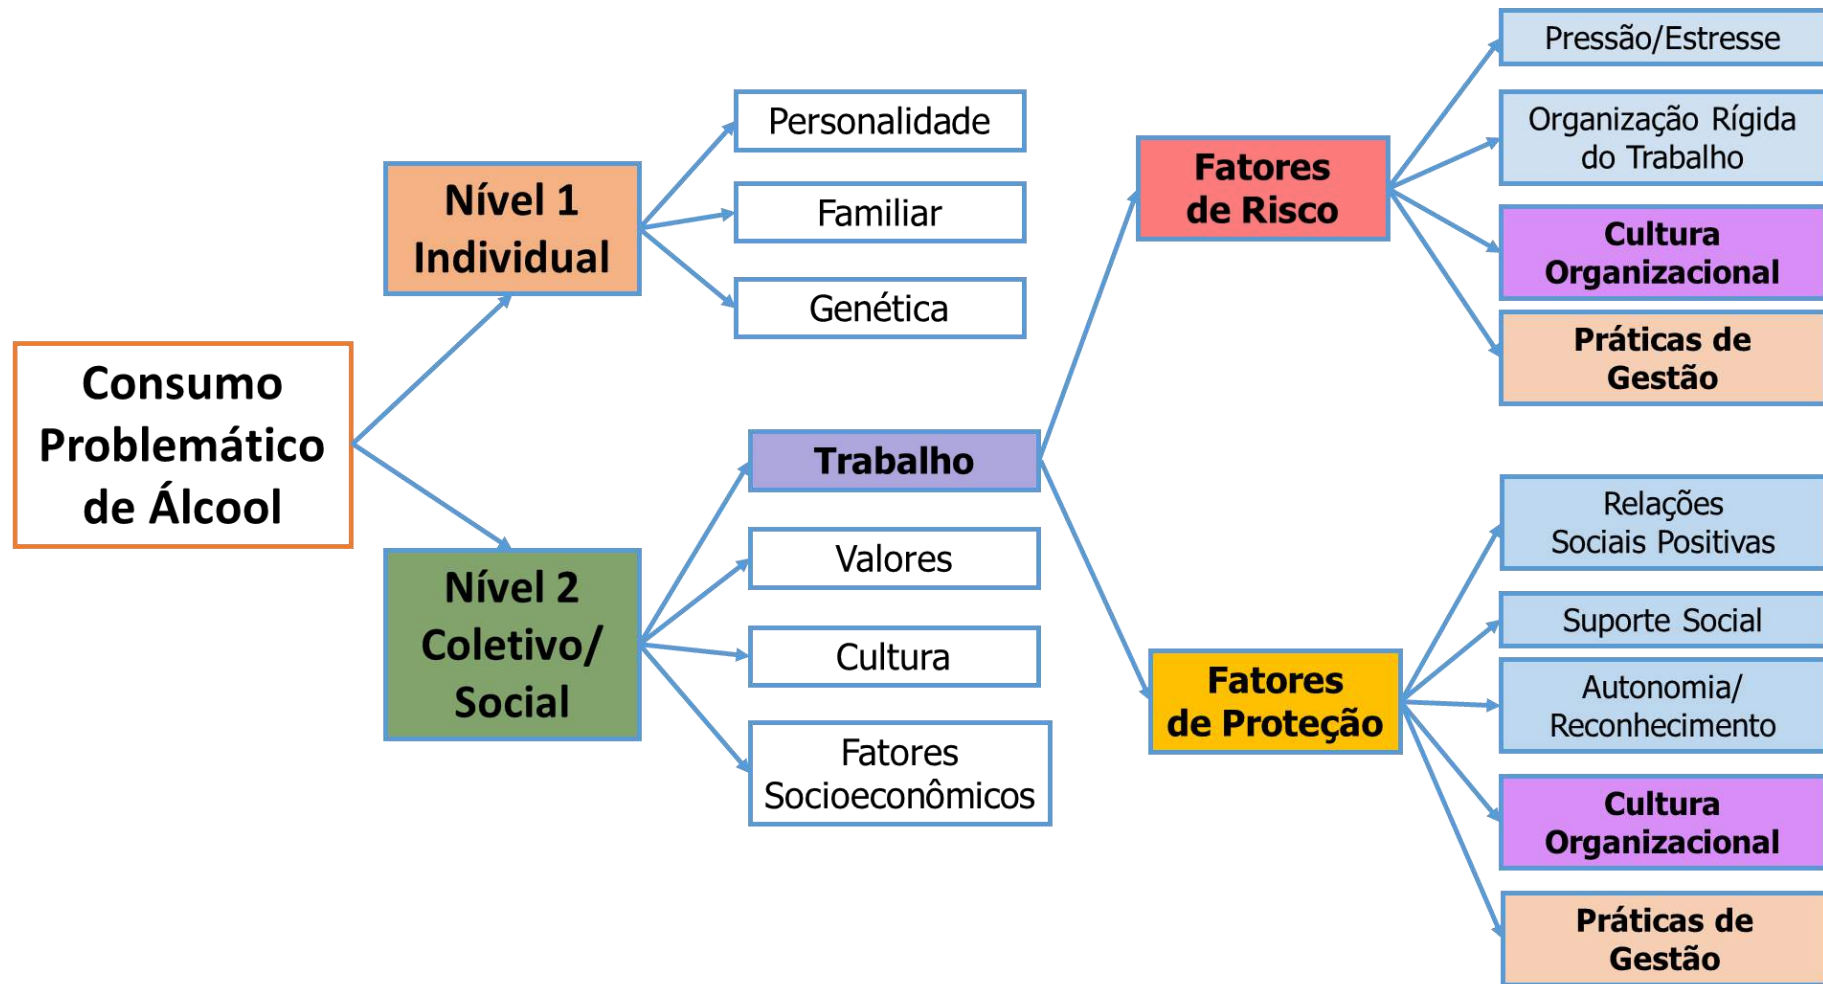 Consumo
Problemático
de Álcool
Nível 1
Individual
Personalidade
Familiar
Genética
Nível 2
Coletivo/
Social
Trabalho
Valores
Cultura
Fatores
Socioeconômicos
Fatores
de Risco
Pressão/Estresse
Organização Rígida
do Trabalho
Cultura
Organizacional
Práticas de
Gestão
Fatores
de Proteção
Relações
Sociais Positivas
Suporte Social
Autonomia/
Reconhecimento
Cultura
Organizacional
Práticas de
Gestão